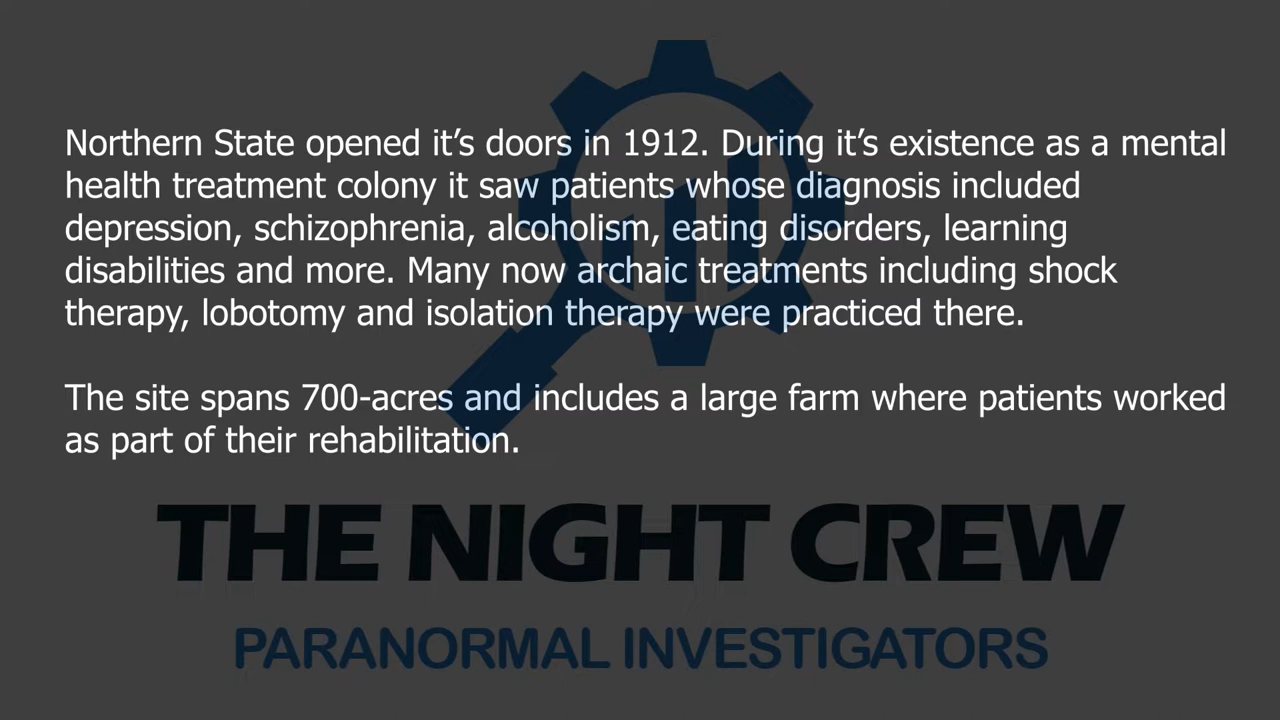 Northern State opened it’s doors in 1912. During it’s existence as a mental
health treatment colony it saw patients whose diagnosis included
depression, schizophrenia, alcoholism, eating disorders, learning
disabilities and more. Many now archaic treatments including shock
therapy, lobotomy and isolation therapy were practiced there.
The site spans 700-acres and includes a large farm where patients worked
as part of their rehabilitation.
THE NIGHT CREW
PARANORMAL INVESTIGATORS